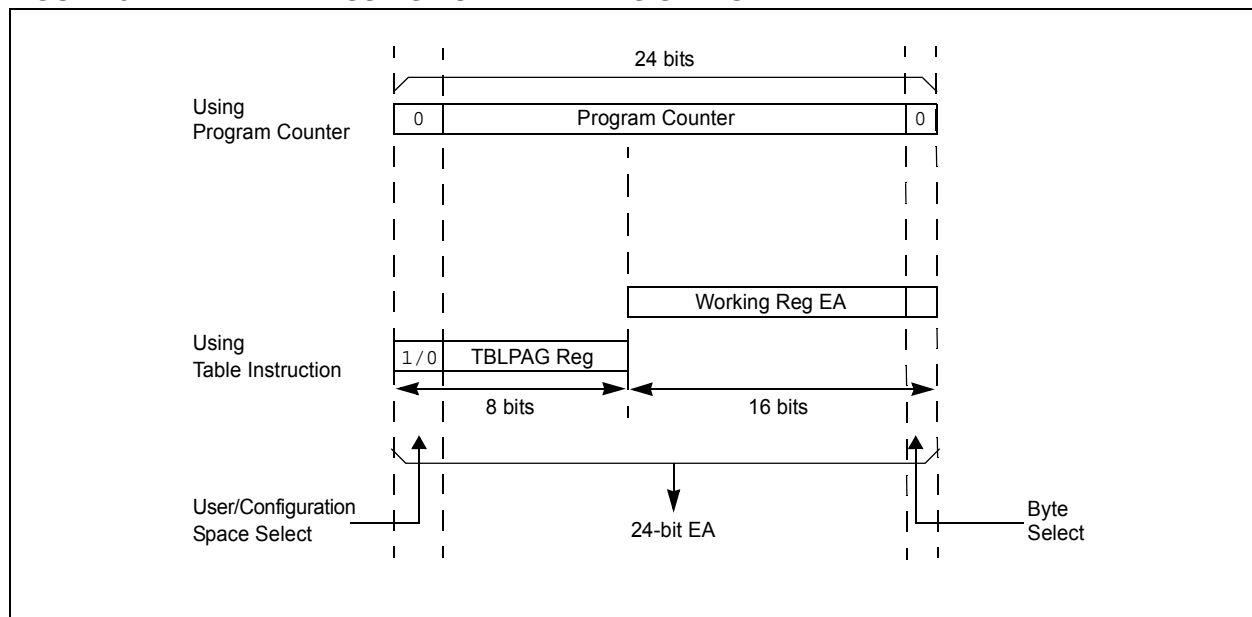 24 bits
Using
Program Counter
0
Program Counter
0
Working Reg EA
Using
Table Instruction
1/0
TBLPAG Reg
8 bits
16 bits
User/Configuration
Space Select
24-bit EA
Byte
Select